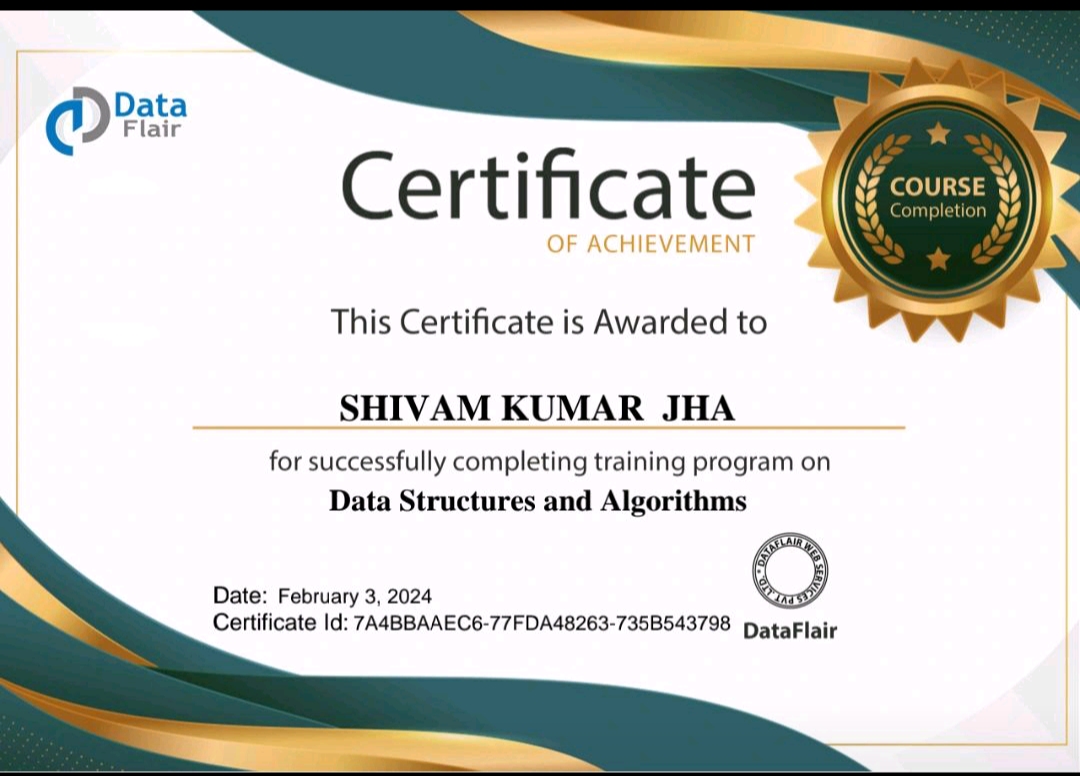 Data
Flair
Certificate
OF ACHIEVEMENT
COURSE
Completion
This Certificate is Awarded to
SHIVAM KUMAR JHA
for successfully completing training program on
Data Structures and Algorithms
Date: February 3, 2024
Certificate Id: 7A4BBAAEC6-77FDA48263-735B543798
DATAFLAIR WEB SERVICES PVT. LTD.
DataFlair